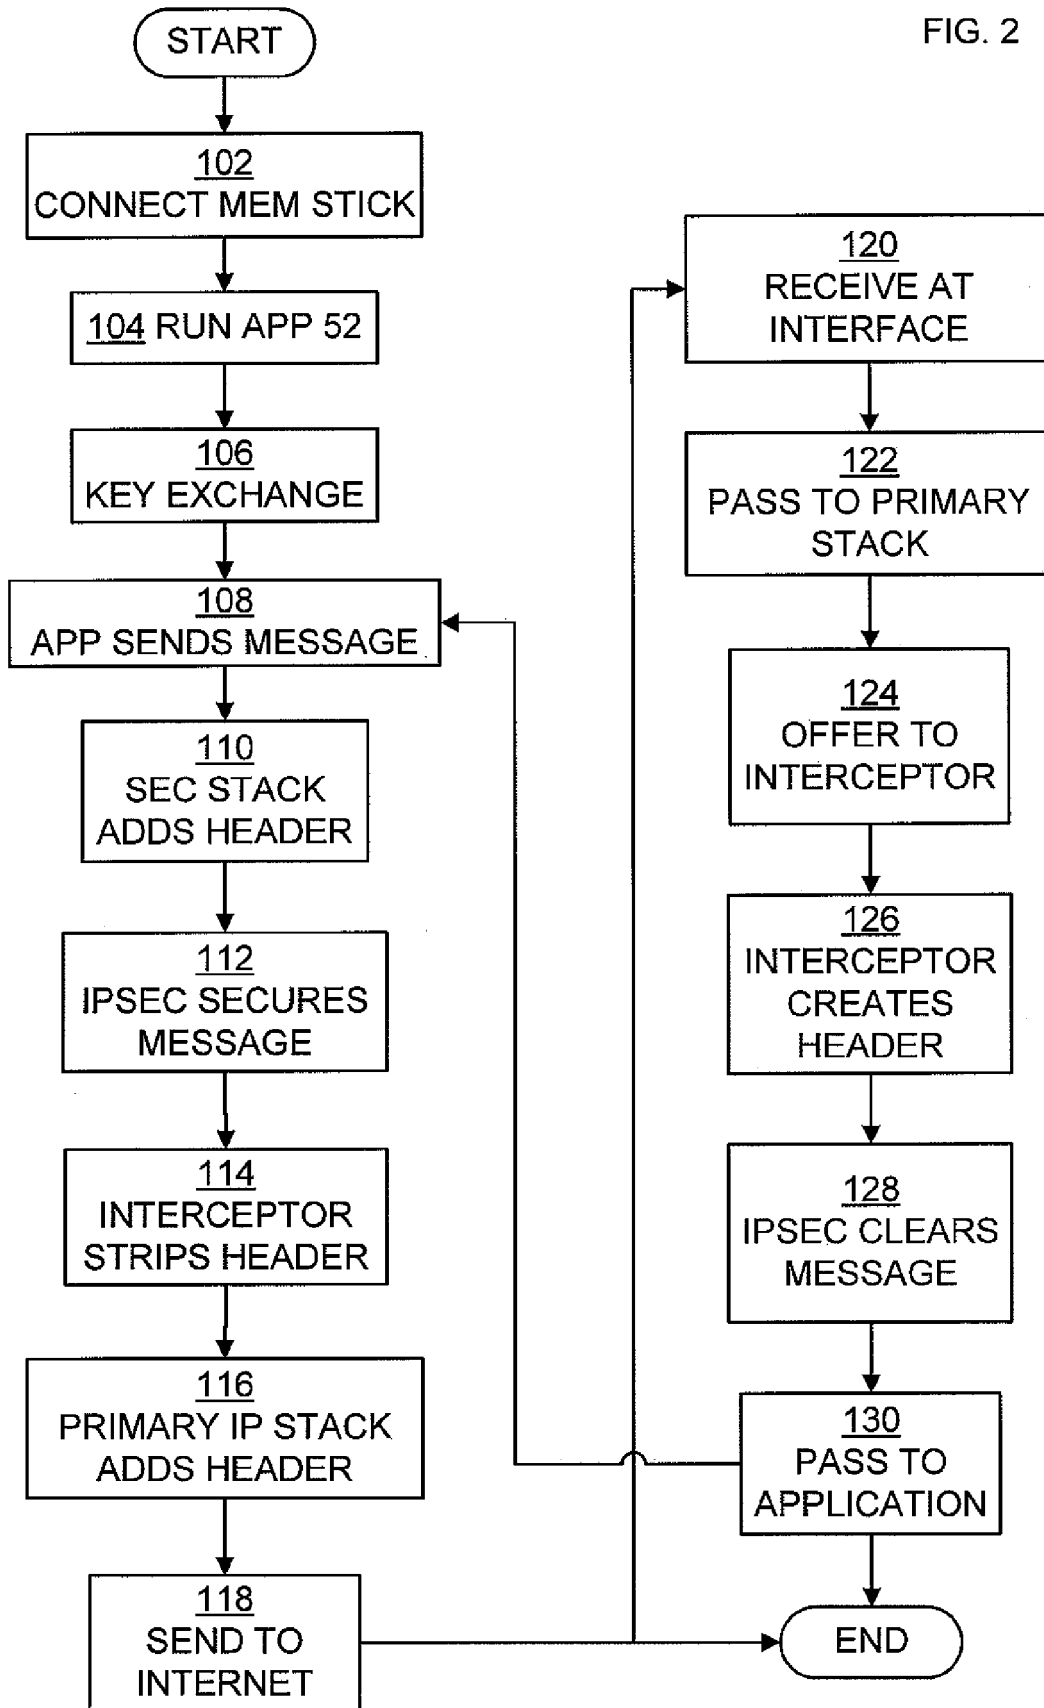 FIG. 2
START
102
CONNECT MEM STICK
104 RUN APP 52
106
KEY EXCHANGE
108
APP SENDS MESSAGE
110
SEC STACK
ADDS HEADER
112
IPSEC SECURES
MESSAGE
114
INTERCEPTOR
STRIPS HEADER
116
PRIMARY IP STACK
ADDS HEADER
118
SEND TO
INTERNET
120
RECEIVE AT
INTERFACE
122
PASS TO PRIMARY
STACK
124
OFFER TO
INTERCEPTOR
126
INTERCEPTOR
CREATES
HEADER
128
IPSEC CLEARS
MESSAGE
130
PASS TO
APPLICATION
END